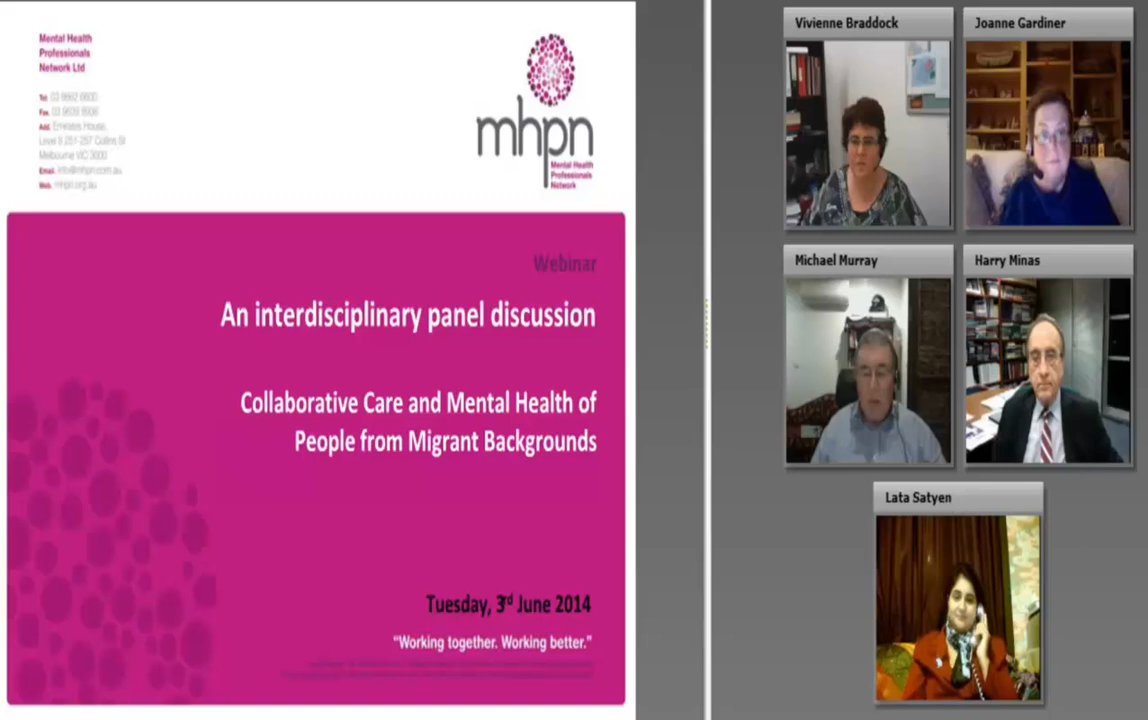 Mental Health
Professionals
Network Ltd
Tel. 03 8662 6600
Fax. 03 9639 8936
Add. Emirates House,
Level 8 251-257 Collins St
Melbourne VIC 3000
Email. info@mhpn.com.au
Web. mhpn.org.au
mhpn
Mental Health
Professionals
Network
Webinar
An interdisciplinary panel discussion
Collaborative Care and Mental Health of
People from Migrant Backgrounds
Tuesday, 3rd June 2014
“Working together. Working better.”
Vivienne Braddock
Joanne Gardiner
Michael Murray
Harry Minas
Lata Satyen